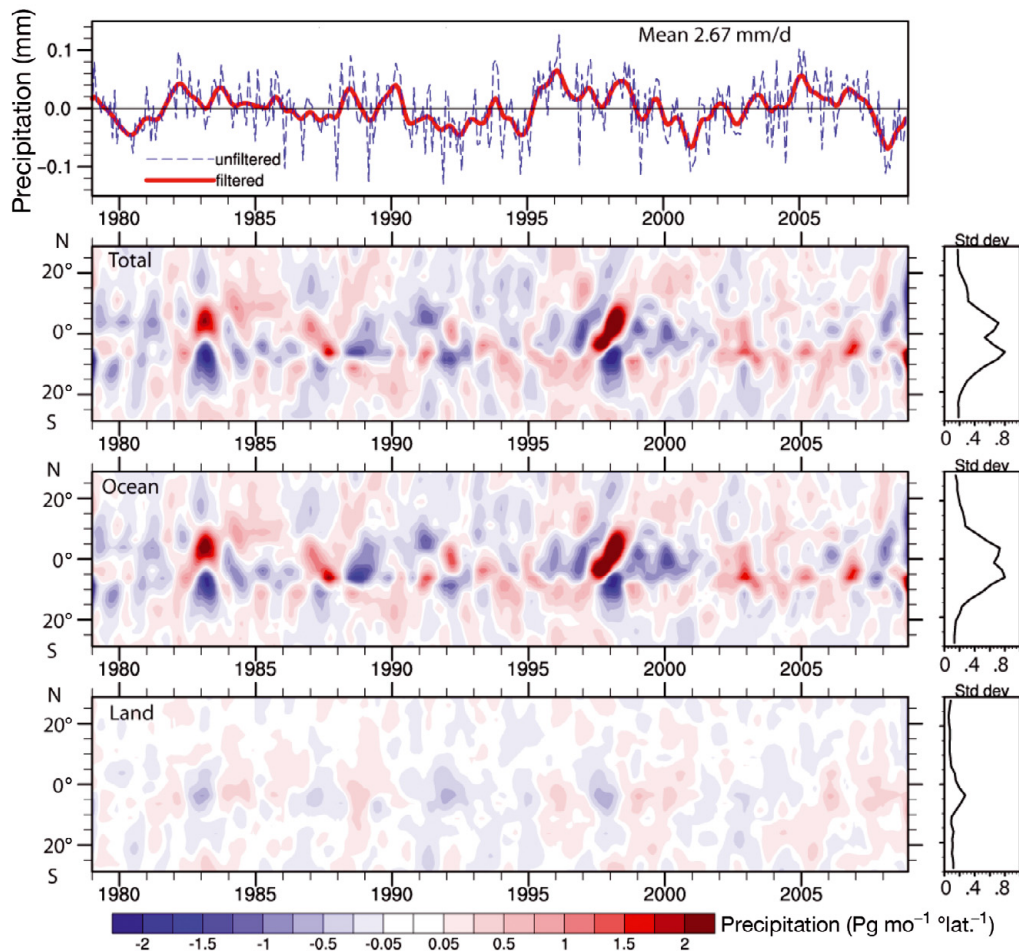 Precipitation (mm)
0.1
0.0
−0.1
Mean 2.67 mm/d
unfiltered
filtered
1980 1985 1990 1995 2000 2005
N
20°
0°
20°
S
Total
Std dev
1980 1985 1990 1995 2000 2005
0 .4 .8
N
20°
0°
20°
S
Ocean
Std dev
1980 1985 1990 1995 2000 2005
0 .4 .8
N
20°
0°
20°
S
Land
Std dev
1980 1985 1990 1995 2000 2005
0 .4 .8
-2 -1.5 -1 -0.5 -0.05 0.05 0.5 1 1.5 2
Precipitation (Pg mo⁻¹ °lat.⁻¹)